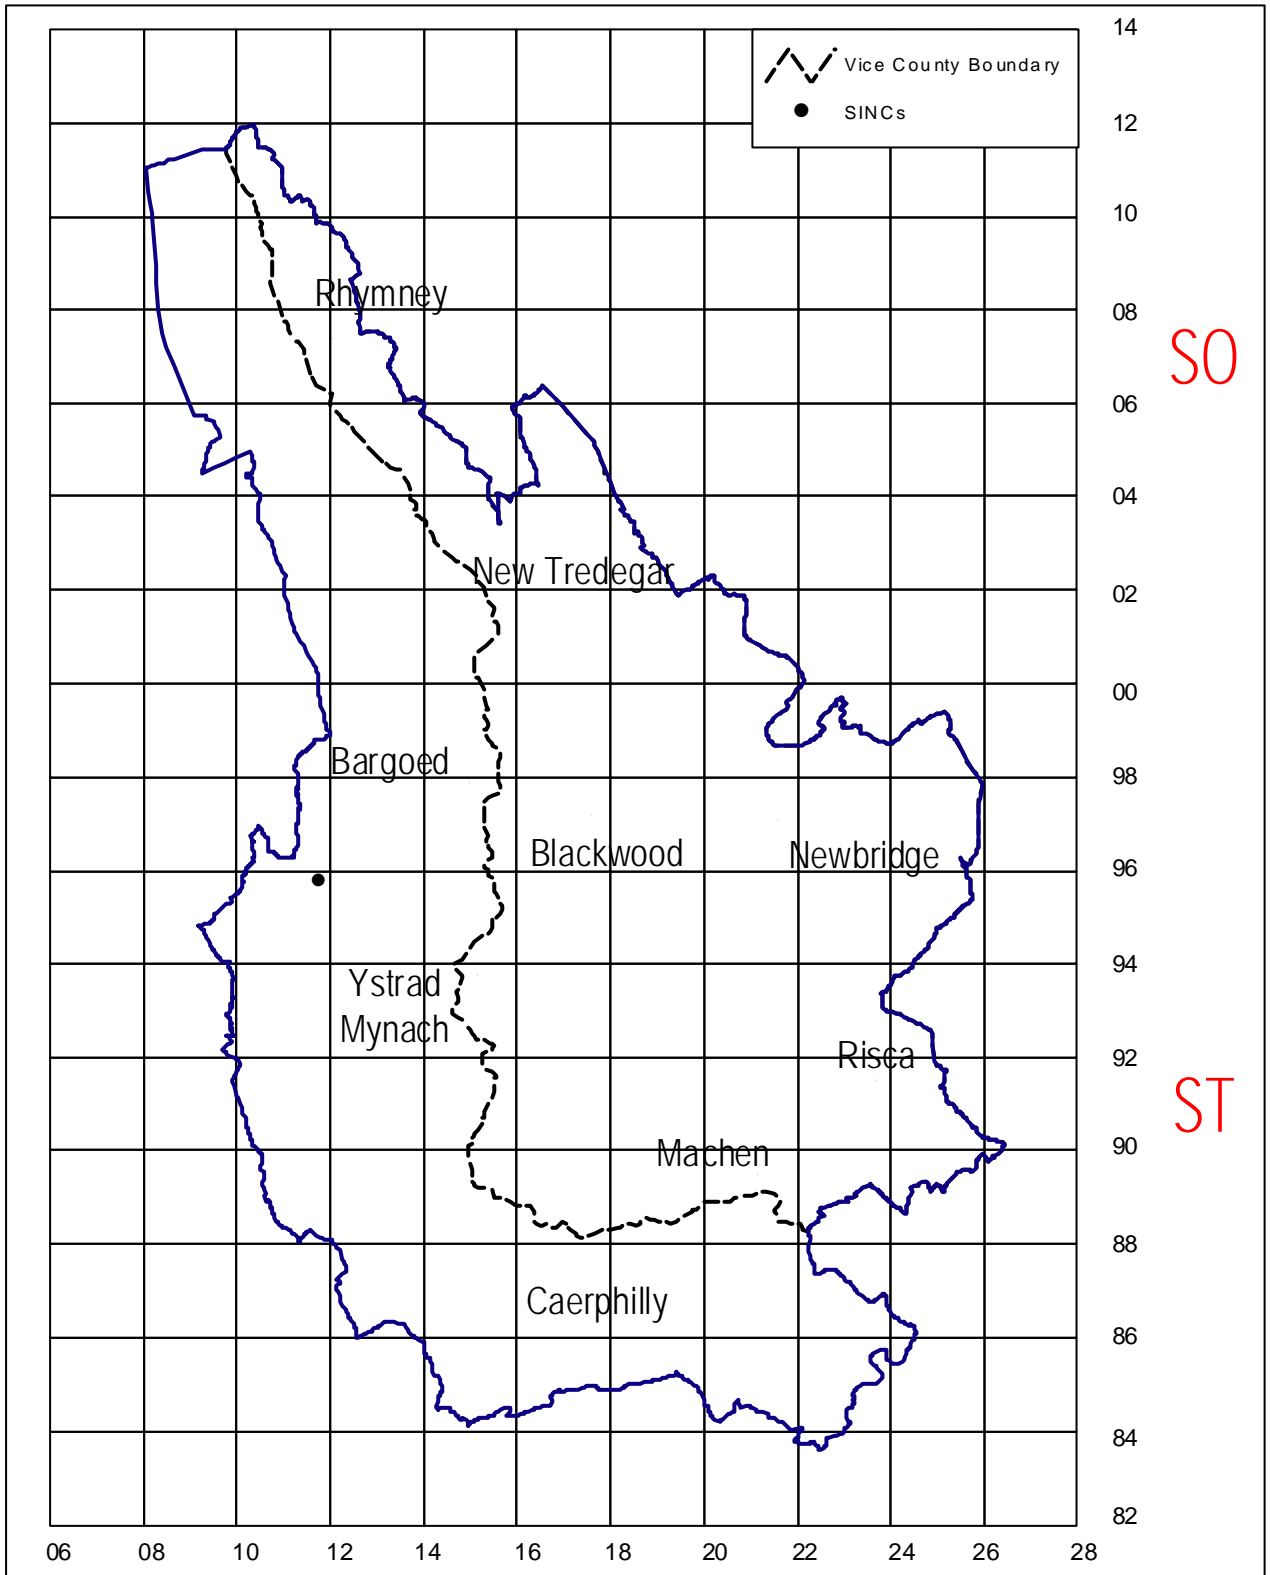 14
Vice County Boundary
SINCs
12
10
Rhymney
08
SO
06
04
New Tredegar
02
00
Bargoed
98
Blackwood
Newbridge
96
94
Ystrad
Mynach
Risca
92
ST
Machen
90
88
Caerphilly
86
84
82
06 08 10 12 14 16 18 20 22 24 26 28